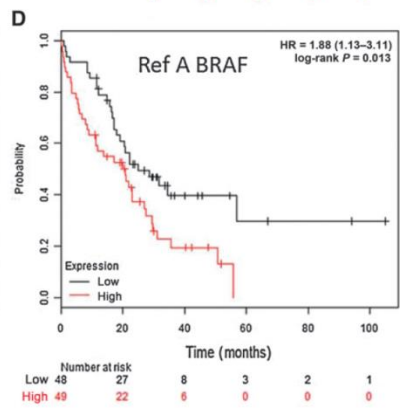 D
HR = 1.88 (1.13–3.11)
log-rank P = 0.013
Ref A BRAF
Probability
1.0
0.8
0.6
0.4
0.2
0.0
Expression
Low
High
0 20 40 60 80 100
Time (months)
Number at risk
Low 48 27 8 3 2 1
High 49 22 6 0 0 0